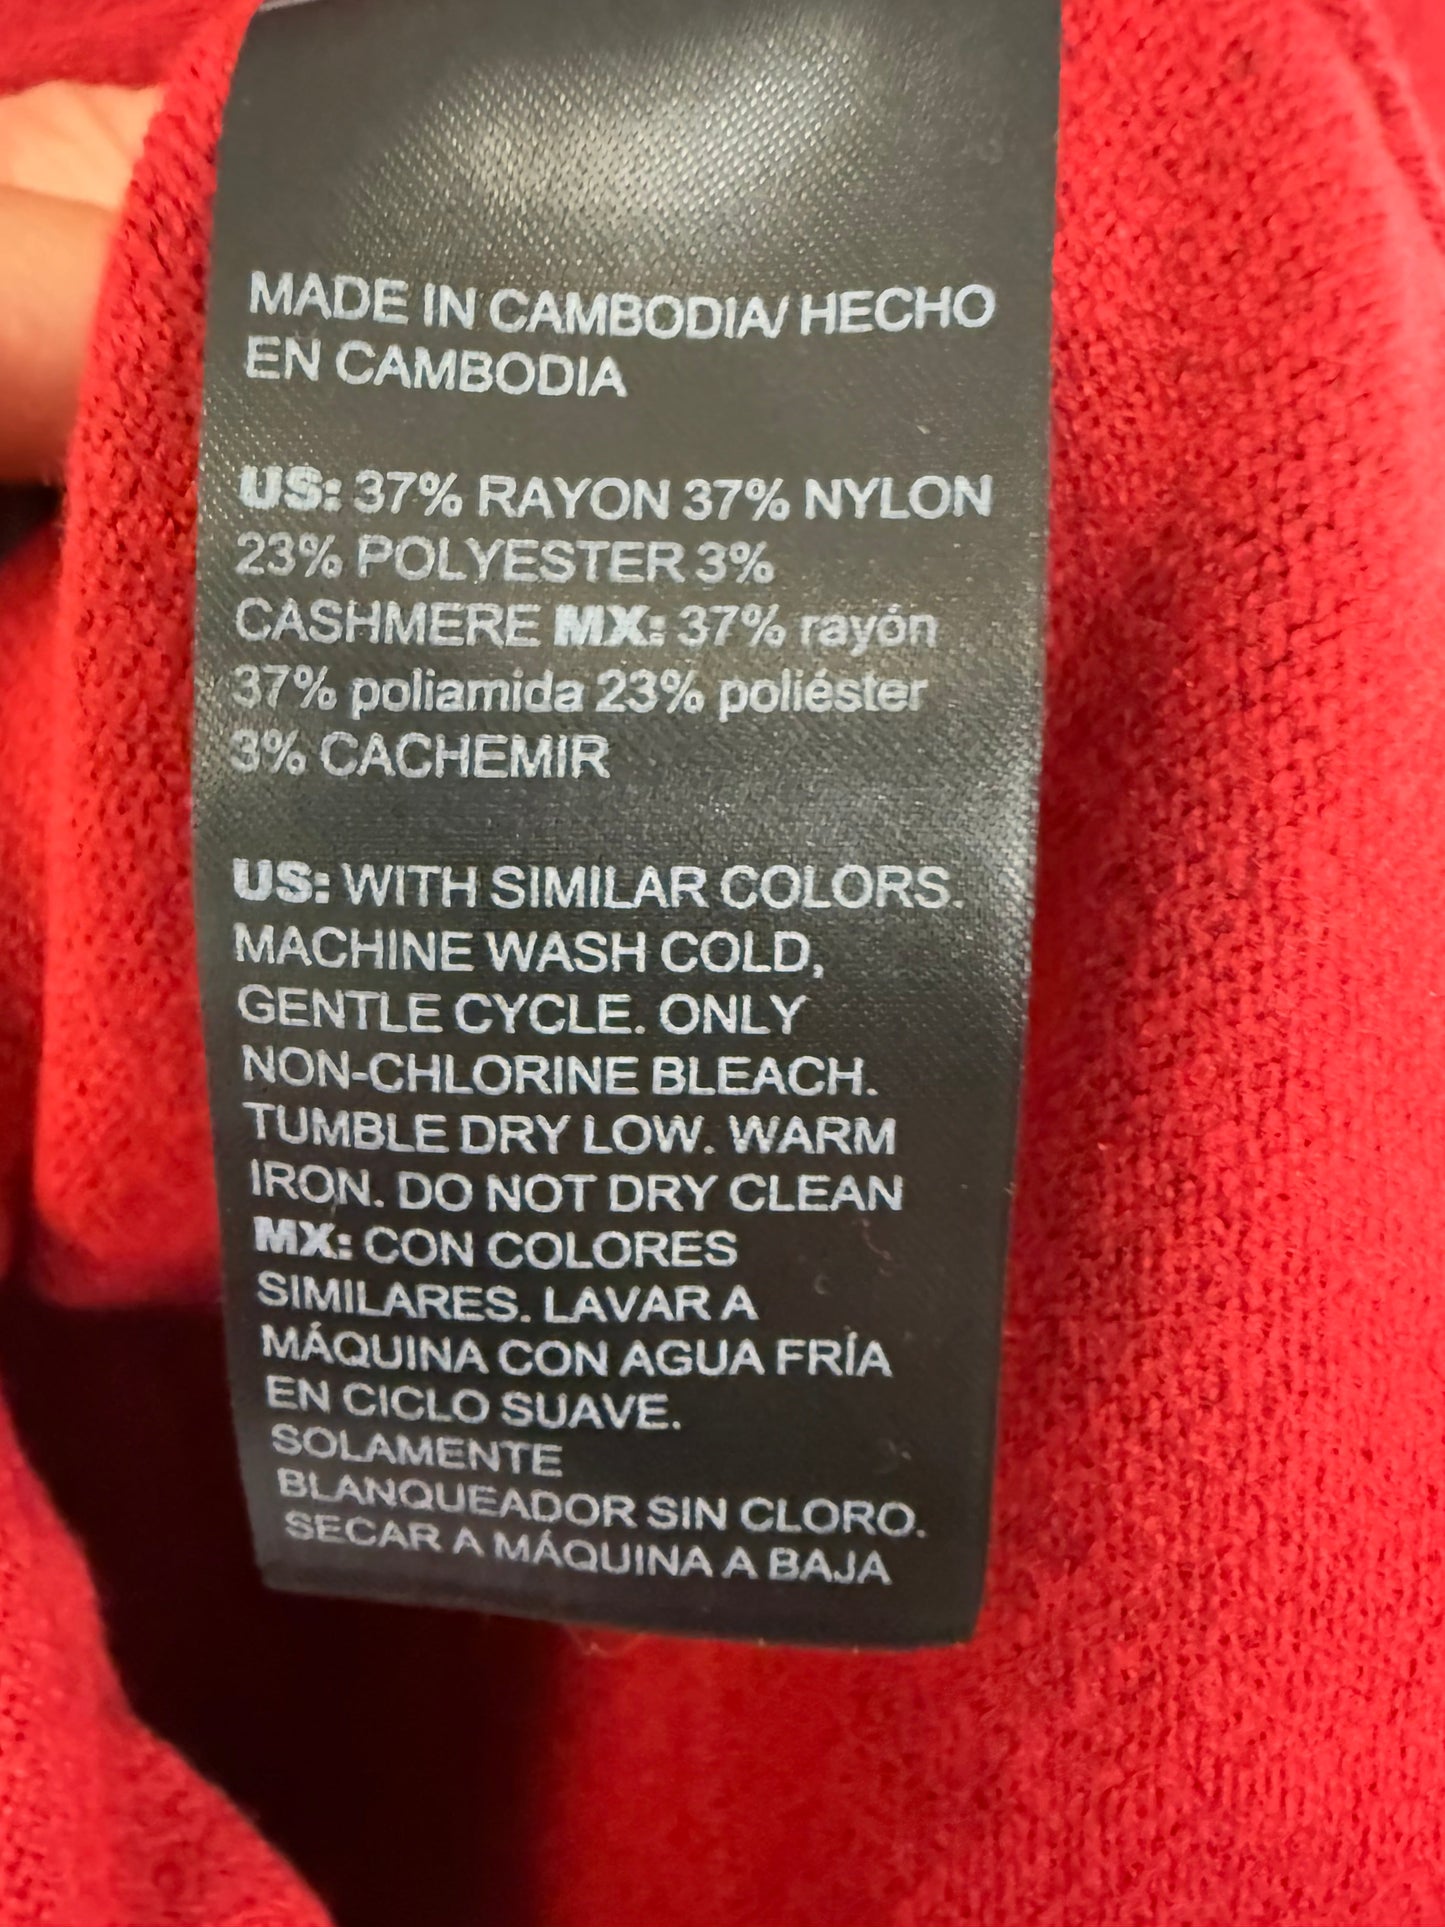 MADE IN CAMBODIA/ HECHO
EN CAMBODIA
US: 37% RAYON 37% NYLON
23% POLYESTER 3%
CASHMERE MX: 37% rayón
37% poliamida 23% poliéster
3% CACHEMIR
US: WITH SIMILAR COLORS.
MACHINE WASH COLD,
GENTLE CYCLE. ONLY
NON-CHLORINE BLEACH.
TUMBLE DRY LOW. WARM
IRON. DO NOT DRY CLEAN
MX: CON COLORES
SIMILARES. LAVAR A
MÁQUINA CON AGUA FRÍA
EN CICLO SUAVE.
SOLAMENTE
BLANQUEADOR SIN CLORO.
SECAR A MÁQUINA A BAJA